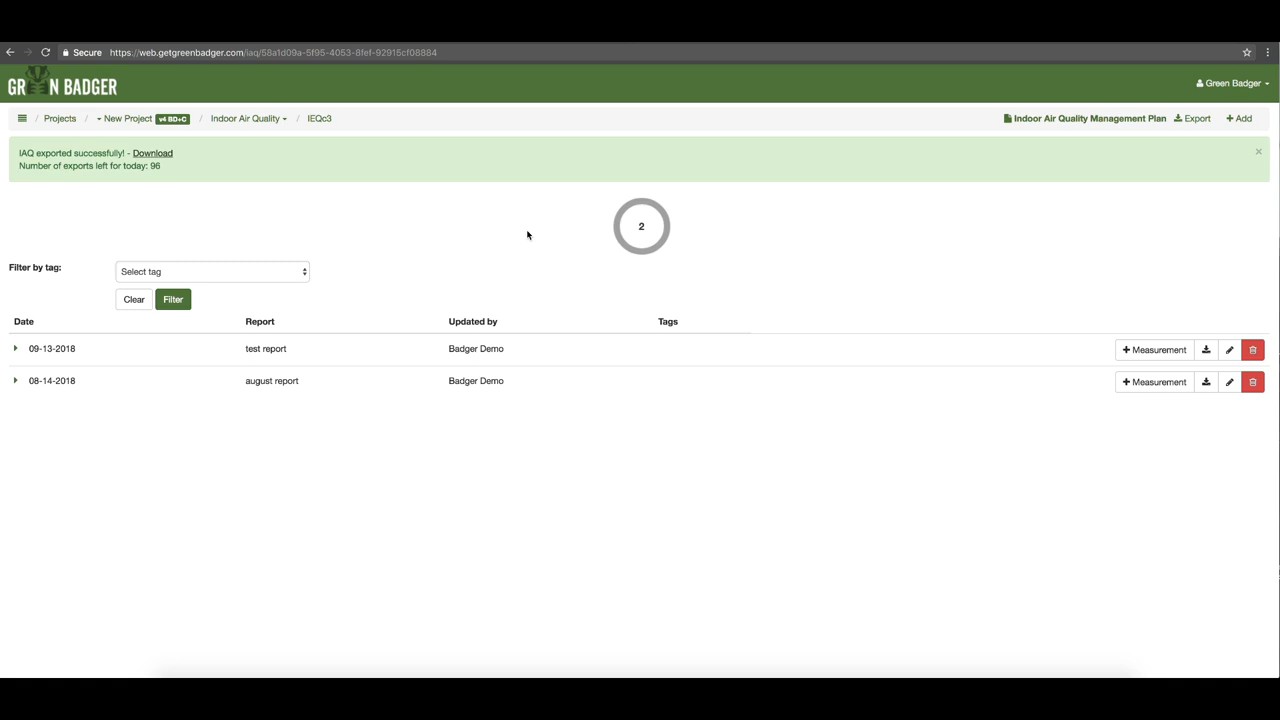 Secure https://web.getgreenbadger.com/iaq/58a1d09a-5f95-4053-8fef-92915cf08884
GREEN BADGER
Green Badger
/ Projects / New Project v4 BD+C / Indoor Air Quality / IEQc3
Indoor Air Quality Management Plan Export + Add
IAQ exported successfully! - Download
×
Number of exports left for today: 96
2
Filter by tag:
Select tag
Clear Filter
Date Report Updated by Tags
09-13-2018 test report Badger Demo + Measurement
08-14-2018 august report Badger Demo + Measurement